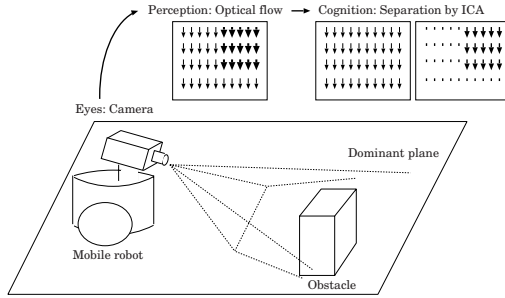 Perception: Optical flow
Cognition: Separation by ICA
Eyes: Camera
Dominant plane
Mobile robot
Obstacle